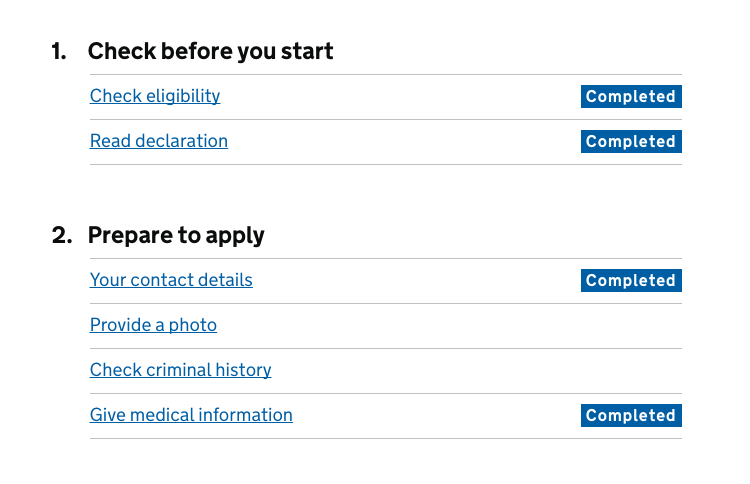 1. Check before you start
Check eligibility Completed
Read declaration Completed
2. Prepare to apply
Your contact details Completed
Provide a photo
Check criminal history
Give medical information Completed